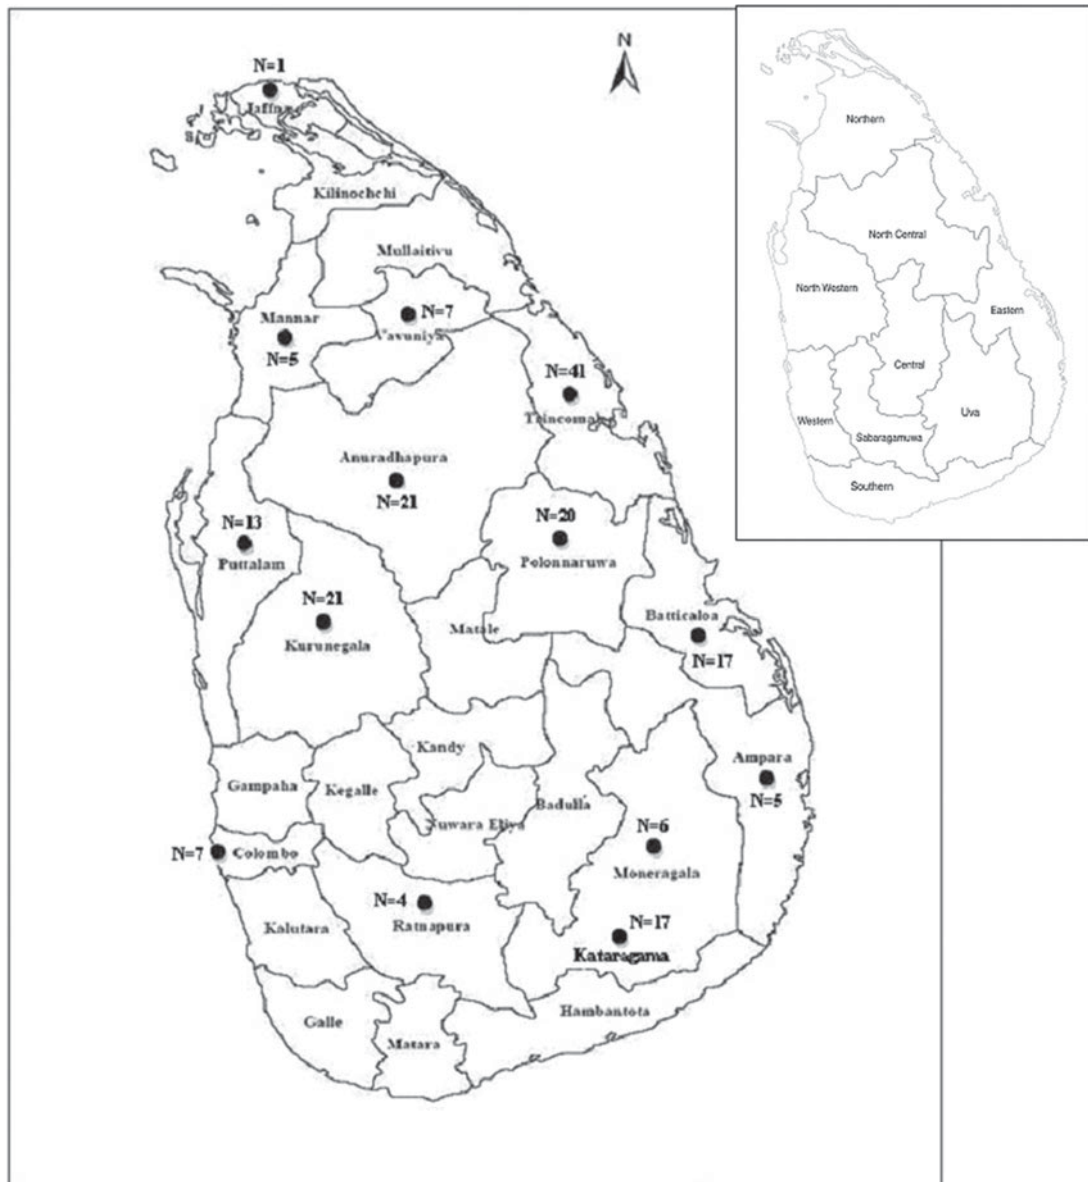 N
N=1
Jaffna
Kilinochchi
Mullaitivu
N=7
Vavuniya
Mannar
N=5
N=41
Trincomalee
Anuradhapura
N=21
N=13
Puttalam
N=20
Polonnaruwa
N=21
Kurunegala
Matale
Batticaloa
N=17
Kandy
Ampara
N=5
Gampaha
Kegalle
Nuwara Eliya
Badulla
N=6
Moneragala
N=7
Colombo
N=4
Ratnapura
N=17
Kataragama
Kalutara
Hambantota
Galle
Matara
Northern
North Central
North Western
Eastern
Central
Uva
Western
Sabaragamuwa
Southern